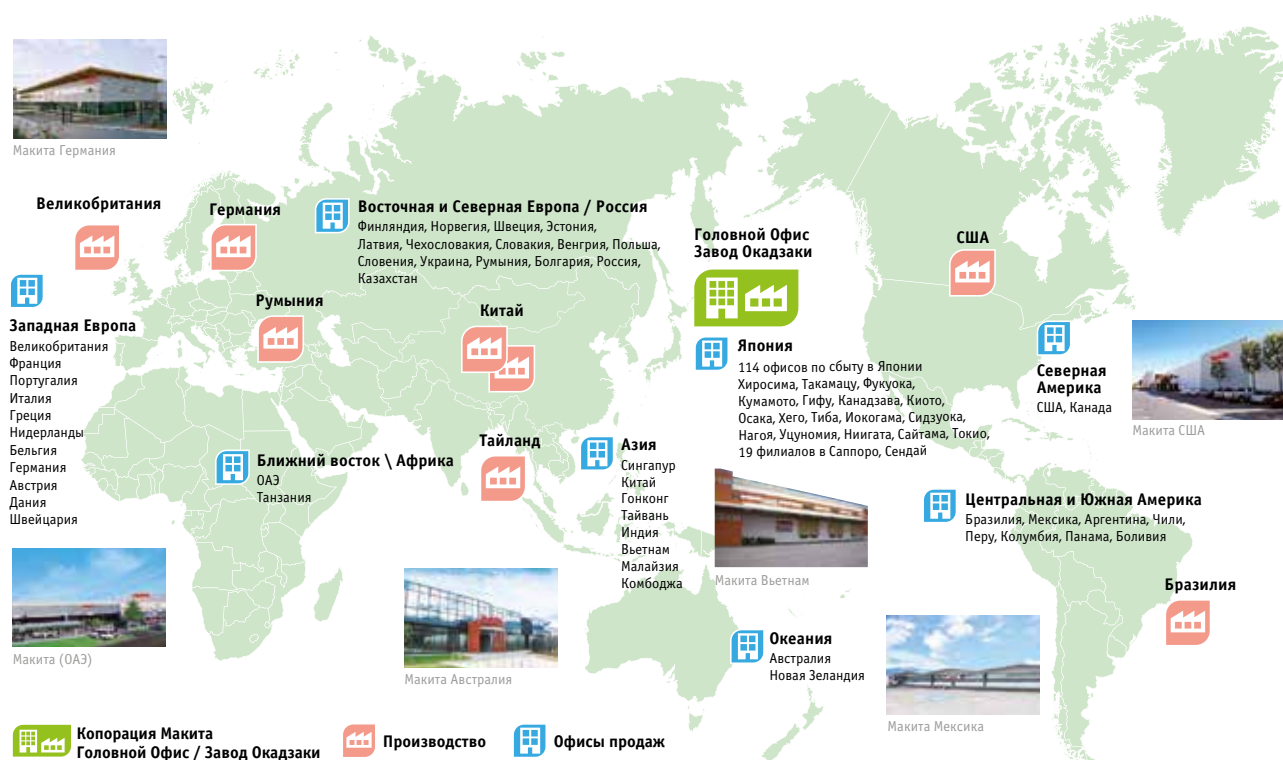 Макита Германия
Великобритания
Германия
Восточная и Северная Европа / Россия
Финляндия, Норвегия, Швеция, Эстония,
Латвия, Чехословакия, Словакия, Венгрия, Польша,
Словения, Украина, Румыния, Болгария, Россия,
Казахстан
Головной Офис
Завод Окадзаки
США
Западная Европа
Великобритания
Франция
Португалия
Италия
Греция
Нидерланды
Бельгия
Германия
Австрия
Дания
Швейцария
Румыния
Китай
Япония
114 офисов по сбыту в Японии
Хиросима, Такамацу, Фукуока,
Кумамото, Гифу, Канадзава, Киото,
Осака, Хего, Тиба, Иокогама, Сидзуока,
Нагоя, Уцуномия, Ниигата, Сайтама, Токио,
19 филиалов в Саппоро, Сендай
Северная
Америка
США, Канада
Макита США
Ближний восток \ Африка
ОАЭ
Танзания
Тайланд
Азия
Сингапур
Китай
Гонконг
Тайвань
Индия
Вьетнам
Малайзия
Комбоджа
Макита Вьетнам
Центральная и Южная Америка
Бразилия, Мексика, Аргентина, Чили,
Перу, Колумбия, Панама, Боливия
Бразилия
Макита (ОАЭ)
Макита Австралия
Океания
Австралия
Новая Зеландия
Макита Мексика
Копорация Макита
Головной Офис / Завод Окадзаки
Производство
Офисы продаж